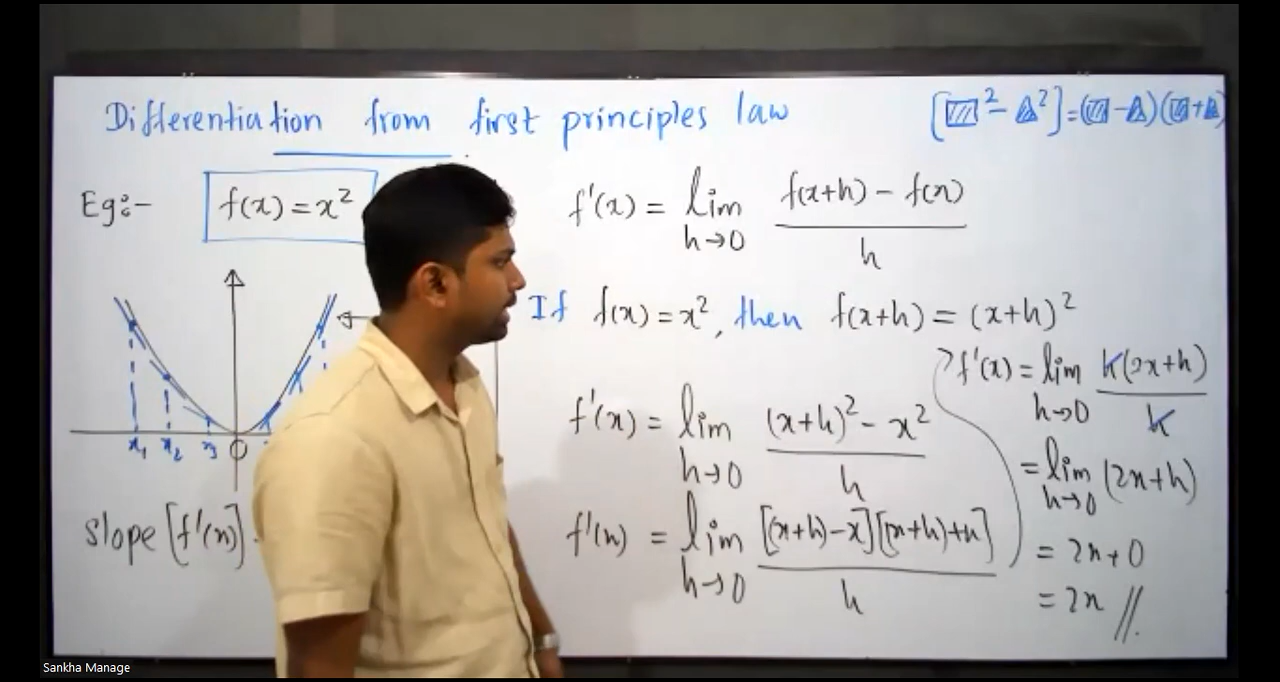 Differentiation from first principles law
[▨² − △²] = (▨ − △)(▨ + △)
Eg:-
f(x) = x²
x₁ x₂ x₃ O
Slope [f'(x)]
f'(x) = lim h→0 f(x+h) − f(x) / h
If f(x) = x², then f(x+h) = (x+h)²
f'(x) = lim h→0 (x+h)² − x² / h
f'(x) = lim h→0 [(x+h)−x][(x+h)+x] / h
f'(x) = lim h→0 h(2x+h) / h
= lim h→0 (2x+h)
= 2x+0
= 2x //
Sankha Manage